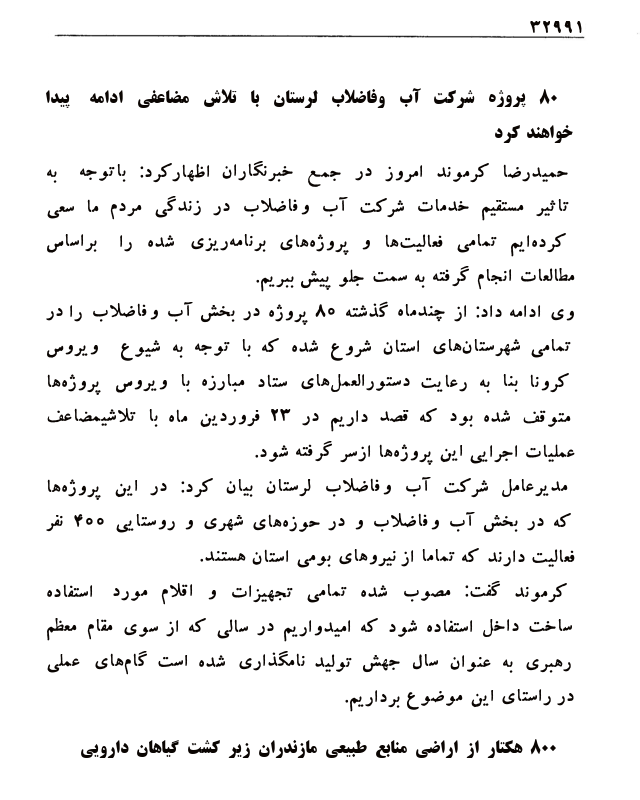 ۳۲۹۹۱
۸۰ پروژه شرکت آب وفاضلاب لرستان با تلاش مضاعفی ادامه پیدا
خواهند کرد
حمیدرضا کرموند امروز در جمع خبرنگاران اظهارکرد: باتوجه به
تاثیر مستقیم خدمات شرکت آب وفاضلاب در زندگی مردم ما سعی
کرده‌ایم تمامی فعالیت‌ها و پروژه‌های برنامه‌ریزی شده را براساس
مطالعات انجام گرفته به سمت جلو پیش ببریم.
وی ادامه داد: از چندماه گذشته ۸۰ پروژه در بخش آب وفاضلاب را در
تمامی شهرستان‌های استان شروع شده که با توجه به شیوع ویروس
کرونا بنا به رعایت دستورالعمل‌های ستاد مبارزه با ویروس پروژه‌ها
متوقف شده بود که قصد داریم در ۲۳ فروردین ماه با تلاشیمضاعف
عملیات اجرایی این پروژه‌ها ازسر گرفته شود.
مدیرعامل شرکت آب وفاضلاب لرستان بیان کرد: در این پروژه‌ها
که در بخش آب وفاضلاب و در حوزه‌های شهری و روستایی ۴۰۰ نفر
فعالیت دارند که تماما از نیروهای بومی استان هستند.
کرموند گفت: مصوب شده تمامی تجهیزات و اقلام مورد استفاده
ساخت داخل استفاده شود که امیدواریم در سالی که از سوی مقام معظم
رهبری به عنوان سال جهش تولید نامگذاری شده است گام‌های عملی
در راستای این موضوع برداریم.
۸۰۰ هکتار از اراضی منابع طبیعی مازندران زیر کشت گیاهان دارویی